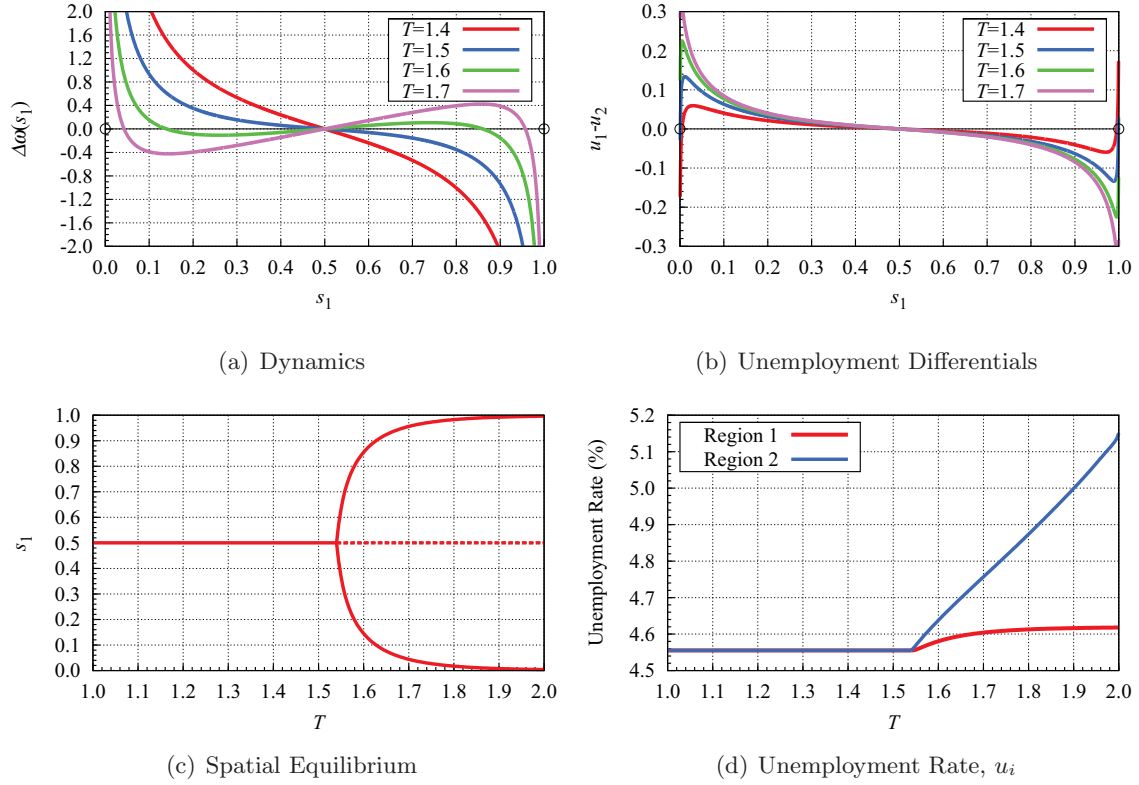 2.0
1.6
1.2
0.8
0.4
0.0
-0.4
-0.8
-1.2
-1.6
-2.0
Δω(s1)
T=1.4
T=1.5
T=1.6
T=1.7
0.0 0.1 0.2 0.3 0.4 0.5 0.6 0.7 0.8 0.9 1.0
s1
(a) Dynamics
0.3
0.2
0.1
0.0
-0.1
-0.2
-0.3
u1-u2
T=1.4
T=1.5
T=1.6
T=1.7
0.0 0.1 0.2 0.3 0.4 0.5 0.6 0.7 0.8 0.9 1.0
s1
(b) Unemployment Differentials
1.0
0.9
0.8
0.7
0.6
0.5
0.4
0.3
0.2
0.1
0.0
s1
1.0 1.1 1.2 1.3 1.4 1.5 1.6 1.7 1.8 1.9 2.0
T
(c) Spatial Equilibrium
5.2
5.1
5.0
4.9
4.8
4.7
4.6
4.5
Unemployment Rate (%)
Region 1
Region 2
1.0 1.1 1.2 1.3 1.4 1.5 1.6 1.7 1.8 1.9 2.0
T
(d) Unemployment Rate, ui